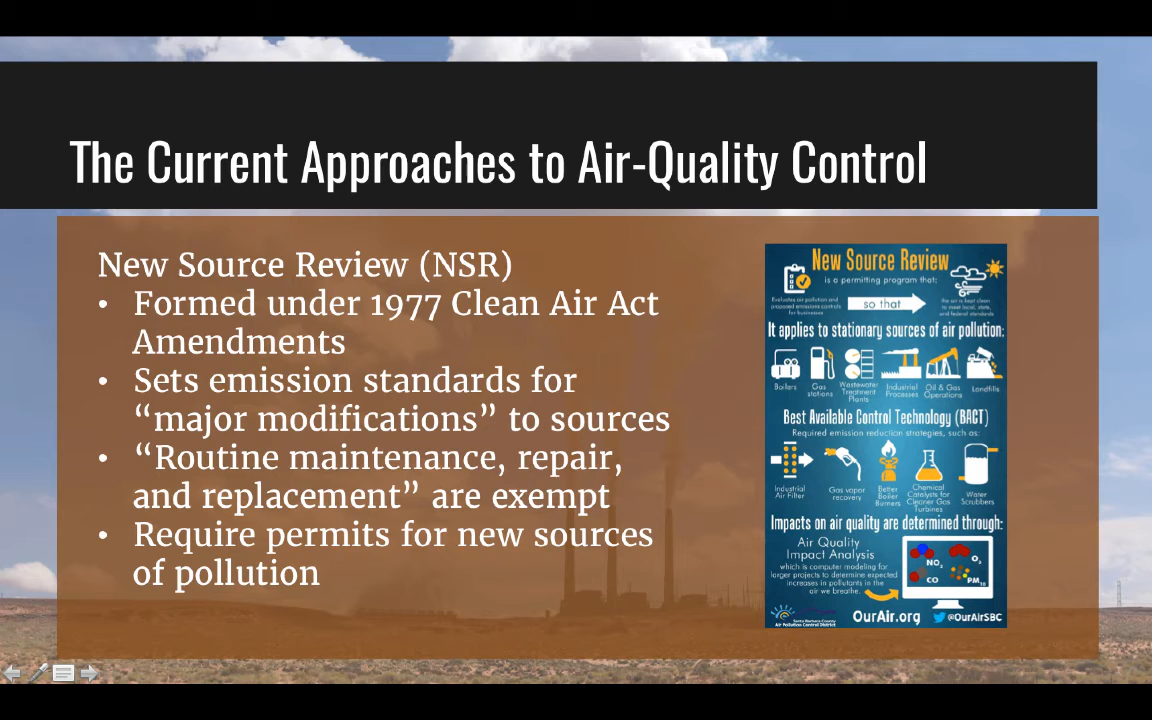 The Current Approaches to Air-Quality Control
New Source Review (NSR)
• Formed under 1977 Clean Air Act
Amendments
• Sets emission standards for
“major modifications” to sources
• “Routine maintenance, repair,
and replacement” are exempt
• Require permits for new sources
of pollution
New Source Review
is a permitting program that:
Evaluates air pollution and
proposed emissions controls
for businesses
so that
the air is kept clean
to meet local, state,
and federal standards
It applies to stationary sources of air pollution:
Boilers
Gas
stations
Wastewater
Treatment
Plants
Industrial
Processes
Oil & Gas
Operations
Landfills
Best Available Control Technology (BACT)
Required emission reduction strategies, such as:
Industrial
Air Filler
Gas vapor
recovery
Better
Boiler
Burners
Chemical
Catalysts for
Cleaner Gas
Turbines
Water
Scrubbers
Impacts on air quality are determined through:
Air Quality
Impact Analysis
which is computer modeling for
larger projects to determine expected
increases in pollutants in the
air we breathe.
NO₂
O₃
CO
PM₁₀
Santa Barbara County
Air Pollution Control District
OurAir.org
@OurAirSBC